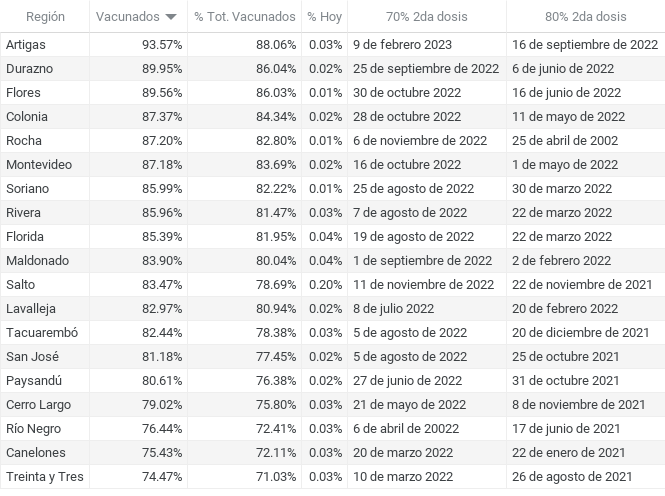 Región Vacunados % Tot. Vacunados % Hoy 70% 2da dosis 80% 2da dosis
Artigas 93.57% 88.06% 0.03% 9 de febrero 2023 16 de septiembre de 2022
Durazno 89.95% 86.04% 0.02% 25 de septiembre de 2022 6 de junio de 2022
Flores 89.56% 86.03% 0.01% 30 de octubre 2022 16 de junio de 2022
Colonia 87.37% 84.34% 0.02% 28 de octubre 2022 11 de mayo de 2022
Rocha 87.20% 82.80% 0.01% 6 de noviembre de 2022 25 de abril de 2002
Montevideo 87.18% 83.69% 0.02% 16 de octubre 2022 1 de mayo de 2022
Soriano 85.99% 82.22% 0.01% 25 de agosto de 2022 30 de marzo 2022
Rivera 85.96% 81.47% 0.03% 7 de agosto de 2022 22 de marzo 2022
Florida 85.39% 81.95% 0.04% 19 de agosto de 2022 22 de marzo 2022
Maldonado 83.90% 80.04% 0.04% 1 de septiembre de 2022 2 de febrero 2022
Salto 83.47% 78.69% 0.20% 11 de noviembre de 2022 22 de noviembre de 2021
Lavalleja 82.97% 80.94% 0.02% 8 de julio 2022 20 de febrero 2022
Tacuarembó 82.44% 78.38% 0.03% 5 de agosto de 2022 20 de diciembre de 2021
San José 81.18% 77.45% 0.02% 5 de agosto de 2022 25 de octubre 2021
Paysandú 80.61% 76.38% 0.02% 27 de junio de 2022 31 de octubre 2021
Cerro Largo 79.02% 75.80% 0.03% 21 de mayo de 2022 8 de noviembre de 2021
Río Negro 76.44% 72.41% 0.03% 6 de abril de 20022 17 de junio de 2021
Canelones 75.43% 72.11% 0.03% 20 de marzo 2022 22 de enero de 2021
Treinta y Tres 74.47% 71.03% 0.03% 10 de marzo 2022 26 de agosto de 2021